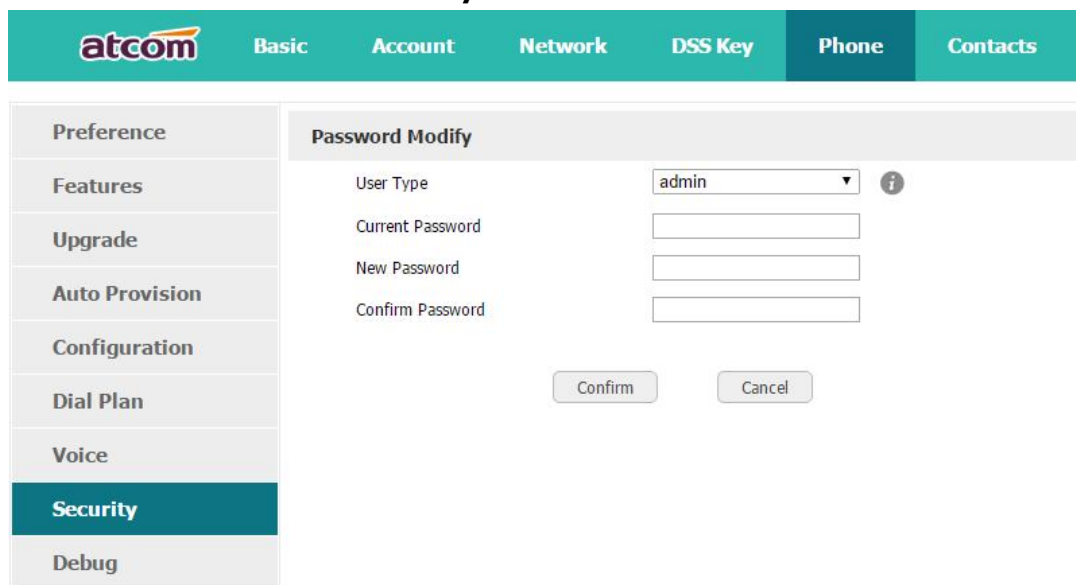 atcom Basic Account Network DSS Key Phone Contacts
Preference
Features
Upgrade
Auto Provision
Configuration
Dial Plan
Voice
Security
Debug
Password Modify
User Type admin
Current Password
New Password
Confirm Password
Confirm Cancel